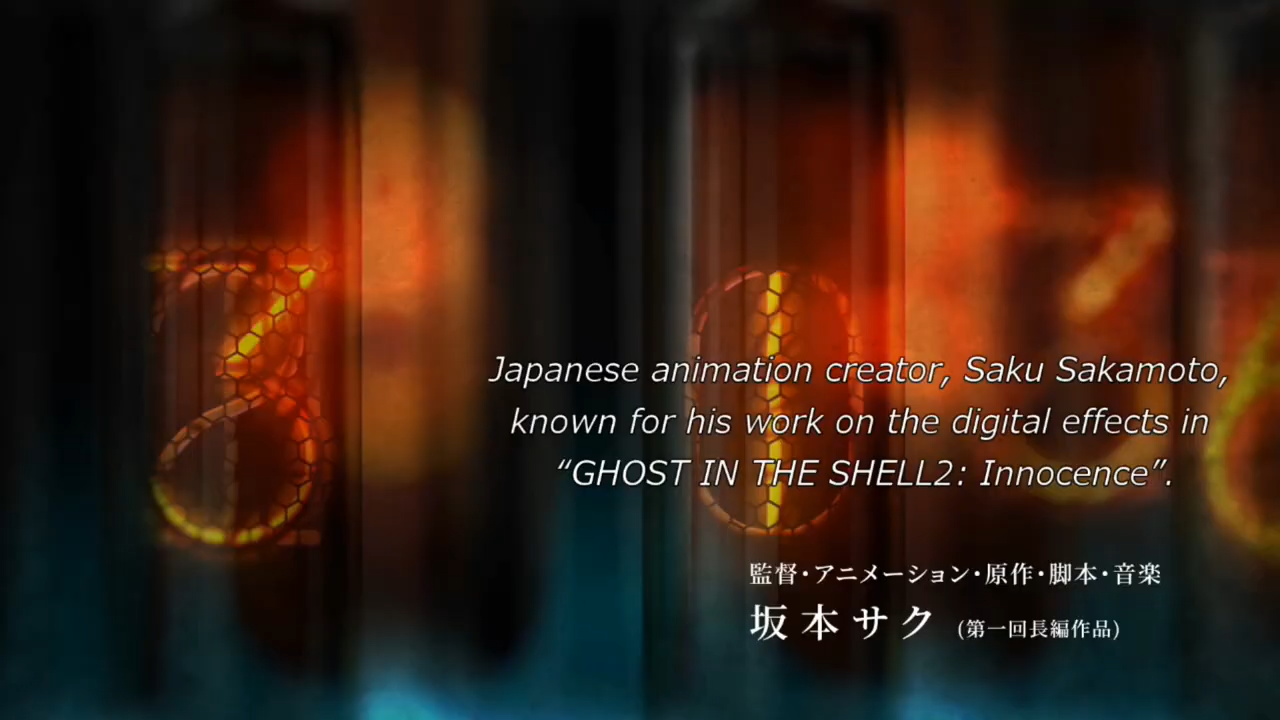 Japanese animation creator, Saku Sakamoto,
known for his work on the digital effects in
“GHOST IN THE SHELL2: Innocence”.
監督・アニメーション・原作・脚本・音楽
坂本サク (第一回長編作品)